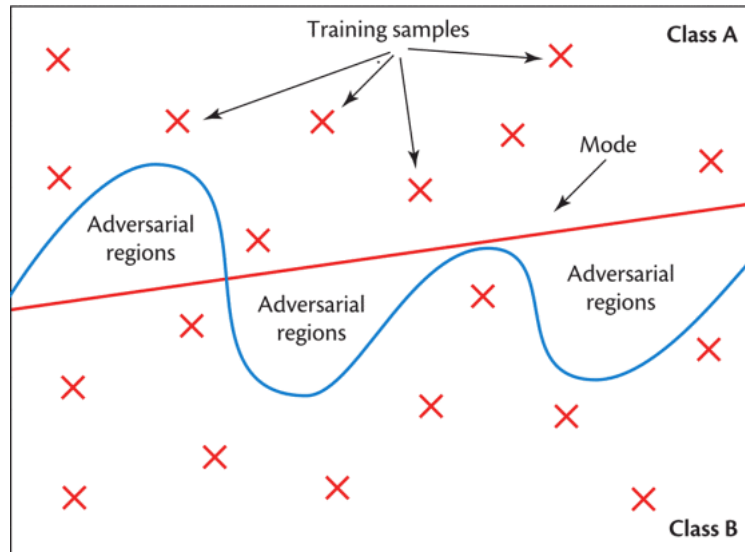 Training samples
Class A
Mode
Adversarial
regions
Adversarial
regions
Adversarial
regions
Class B